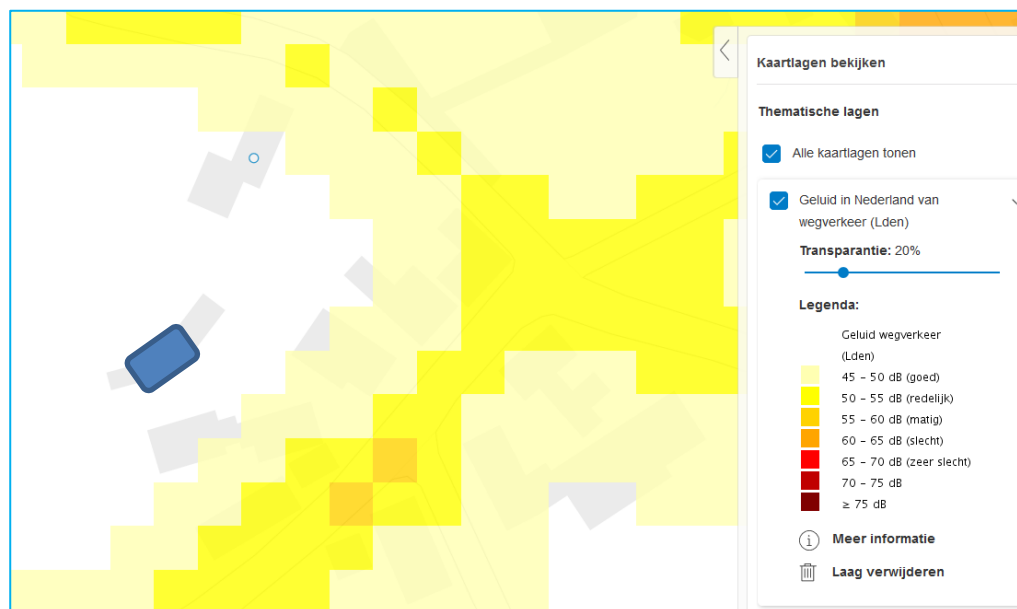 Kaartlagen bekijken
Thematische lagen
Alle kaartlagen tonen
Geluid in Nederland van
wegverkeer (Lden)
Transparantie: 20%
Legenda:
Geluid wegverkeer
(Lden)
45 - 50 dB (goed)
50 - 55 dB (redelijk)
55 - 60 dB (matig)
60 - 65 dB (slecht)
65 - 70 dB (zeer slecht)
70 - 75 dB
≥ 75 dB
Meer informatie
Laag verwijderen